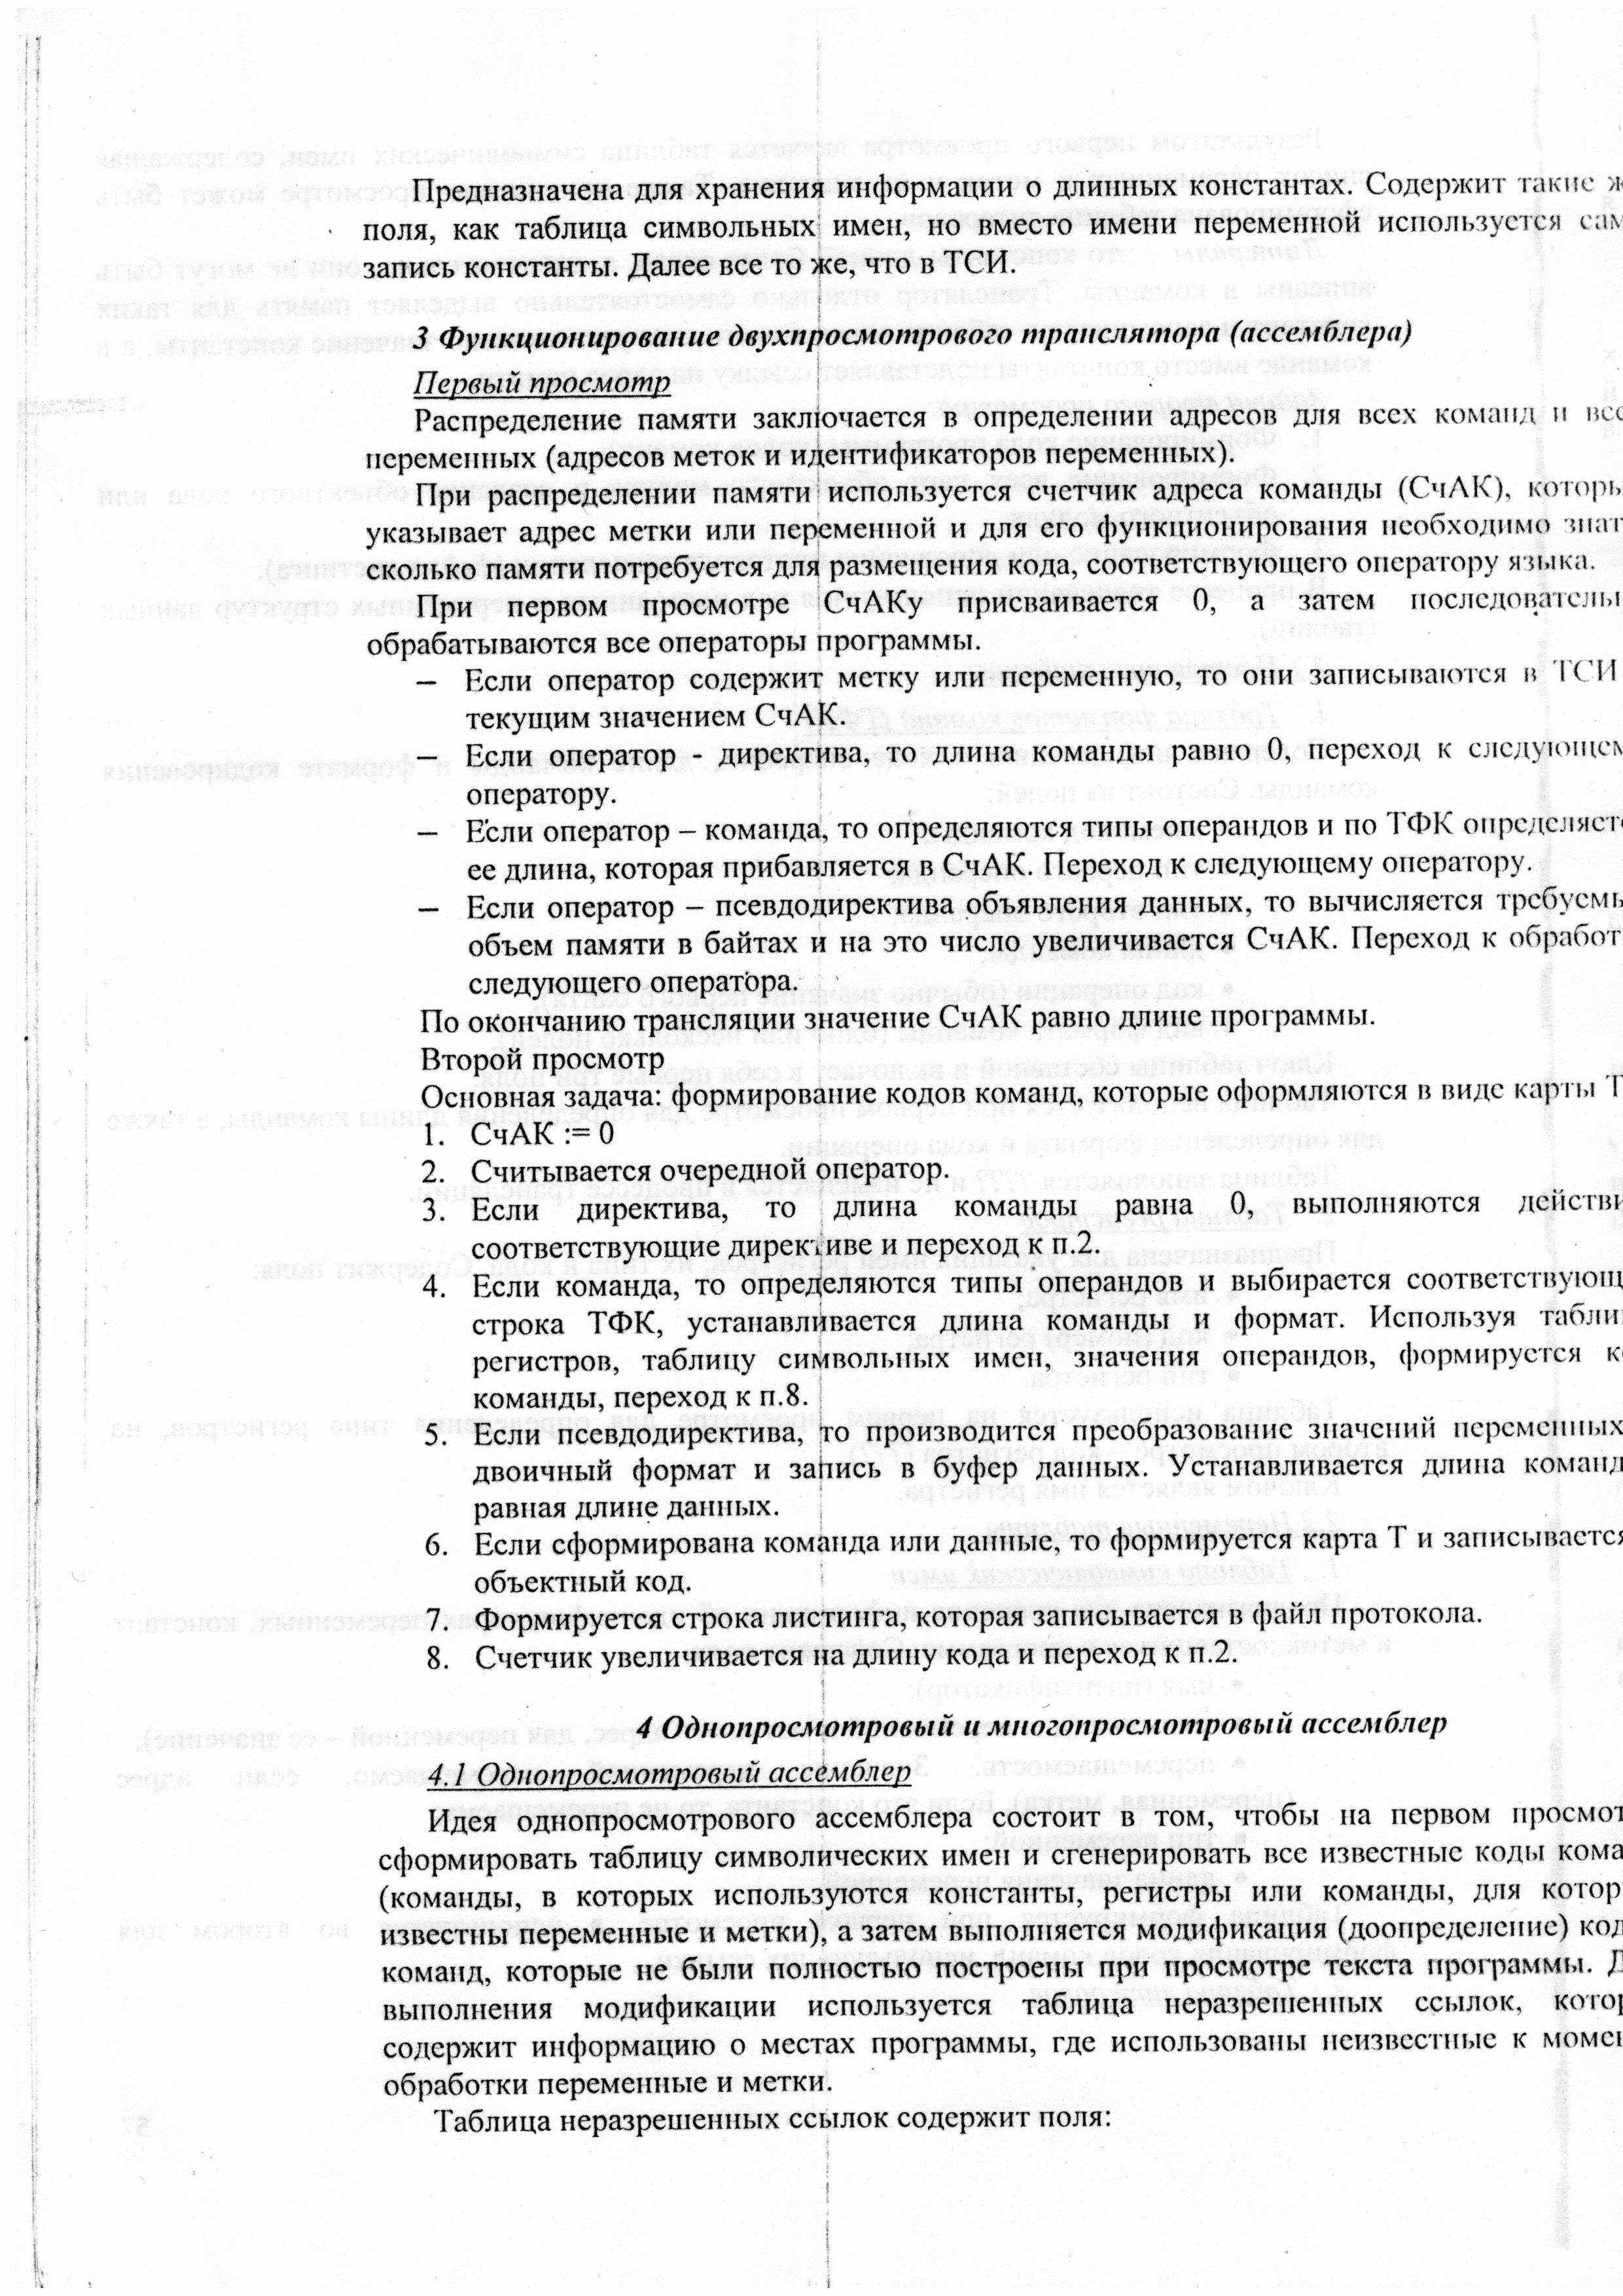 Предназначена для хранения информации о длинных константах. Содержит такие ж
поля, как таблица символьных имен, но вместо имени переменной используется сам
запись константы. Далее все то же, что в ТСИ.
3 Функционирование двухпросмотрового транслятора (ассемблера)
Первый просмотр
Распределение памяти заключается в определении адресов для всех команд и все
переменных (адресов меток и идентификаторов переменных).
При распределении памяти используется счетчик адреса команды (СчАК), которы
указывает адрес метки или переменной и для его функционирования необходимо знат
сколько памяти потребуется для размещения кода, соответствующего оператору языка.
При первом просмотре СчАКу присваивается 0, а затем последовательн
обрабатываются все операторы программы.
– Если оператор содержит метку или переменную, то они записываются в ТСИ
текущим значением СчАК.
– Если оператор - директива, то длина команды равно 0, переход к следующем
оператору.
– Если оператор – команда, то определяются типы операндов и по ТФК определяетс
ее длина, которая прибавляется в СчАК. Переход к следующему оператору.
– Если оператор – псевдодиректива объявления данных, то вычисляется требуемы
объем памяти в байтах и на это число увеличивается СчАК. Переход к обработ
следующего оператора.
По окончанию трансляции значение СчАК равно длине программы.
Второй просмотр
Основная задача: формирование кодов команд, которые оформляются в виде карты Т
1. СчАК := 0
2. Считывается очередной оператор.
3. Если директива, то длина команды равна 0, выполняются действи
соответствующие директиве и переход к п.2.
4. Если команда, то определяются типы операндов и выбирается соответствующ
строка ТФК, устанавливается длина команды и формат. Используя табли
регистров, таблицу символьных имен, значения операндов, формируется к
команды, переход к п.8.
5. Если псевдодиректива, то производится преобразование значений переменных
двоичный формат и запись в буфер данных. Устанавливается длина команд
равная длине данных.
6. Если сформирована команда или данные, то формируется карта Т и записывается
объектный код.
7. Формируется строка листинга, которая записывается в файл протокола.
8. Счетчик увеличивается на длину кода и переход к п.2.
4 Однопросмотровый и многопросмотровый ассемблер
4.1 Однопросмотровый ассемблер
Идея однопросмотрового ассемблера состоит в том, чтобы на первом просмот
сформировать таблицу символических имен и сгенерировать все известные коды кома
(команды, в которых используются константы, регистры или команды, для котор
известны переменные и метки), а затем выполняется модификация (доопределение) код
команд, которые не были полностью построены при просмотре текста программы. Д
выполнения модификации используется таблица неразрешенных ссылок, котор
содержит информацию о местах программы, где использованы неизвестные к момен
обработки переменные и метки.
Таблица неразрешенных ссылок содержит поля: